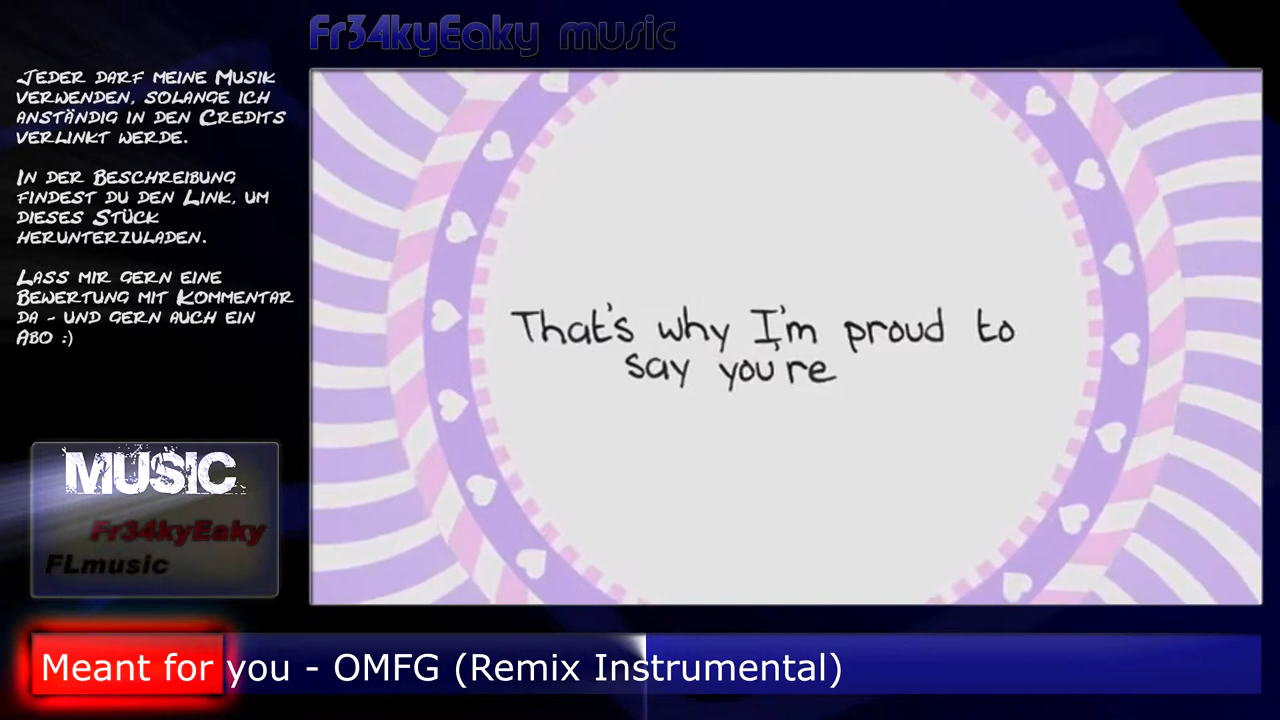 Fr34kyEaky music
Jeder darf meine Musik
verwenden, solange ich
anständig in den Credits
verlinkt werde.
In der Beschreibung
findest du den Link, um
dieses Stück
herunterzuladen.
Lass mir gern eine
Bewertung mit Kommentar
da - und gern auch ein
Abo :)
That's why I'm proud to
say you're
MUSIC
Fr34kyEaky
FLmusic
Meant for you - OMFG (Remix Instrumental)